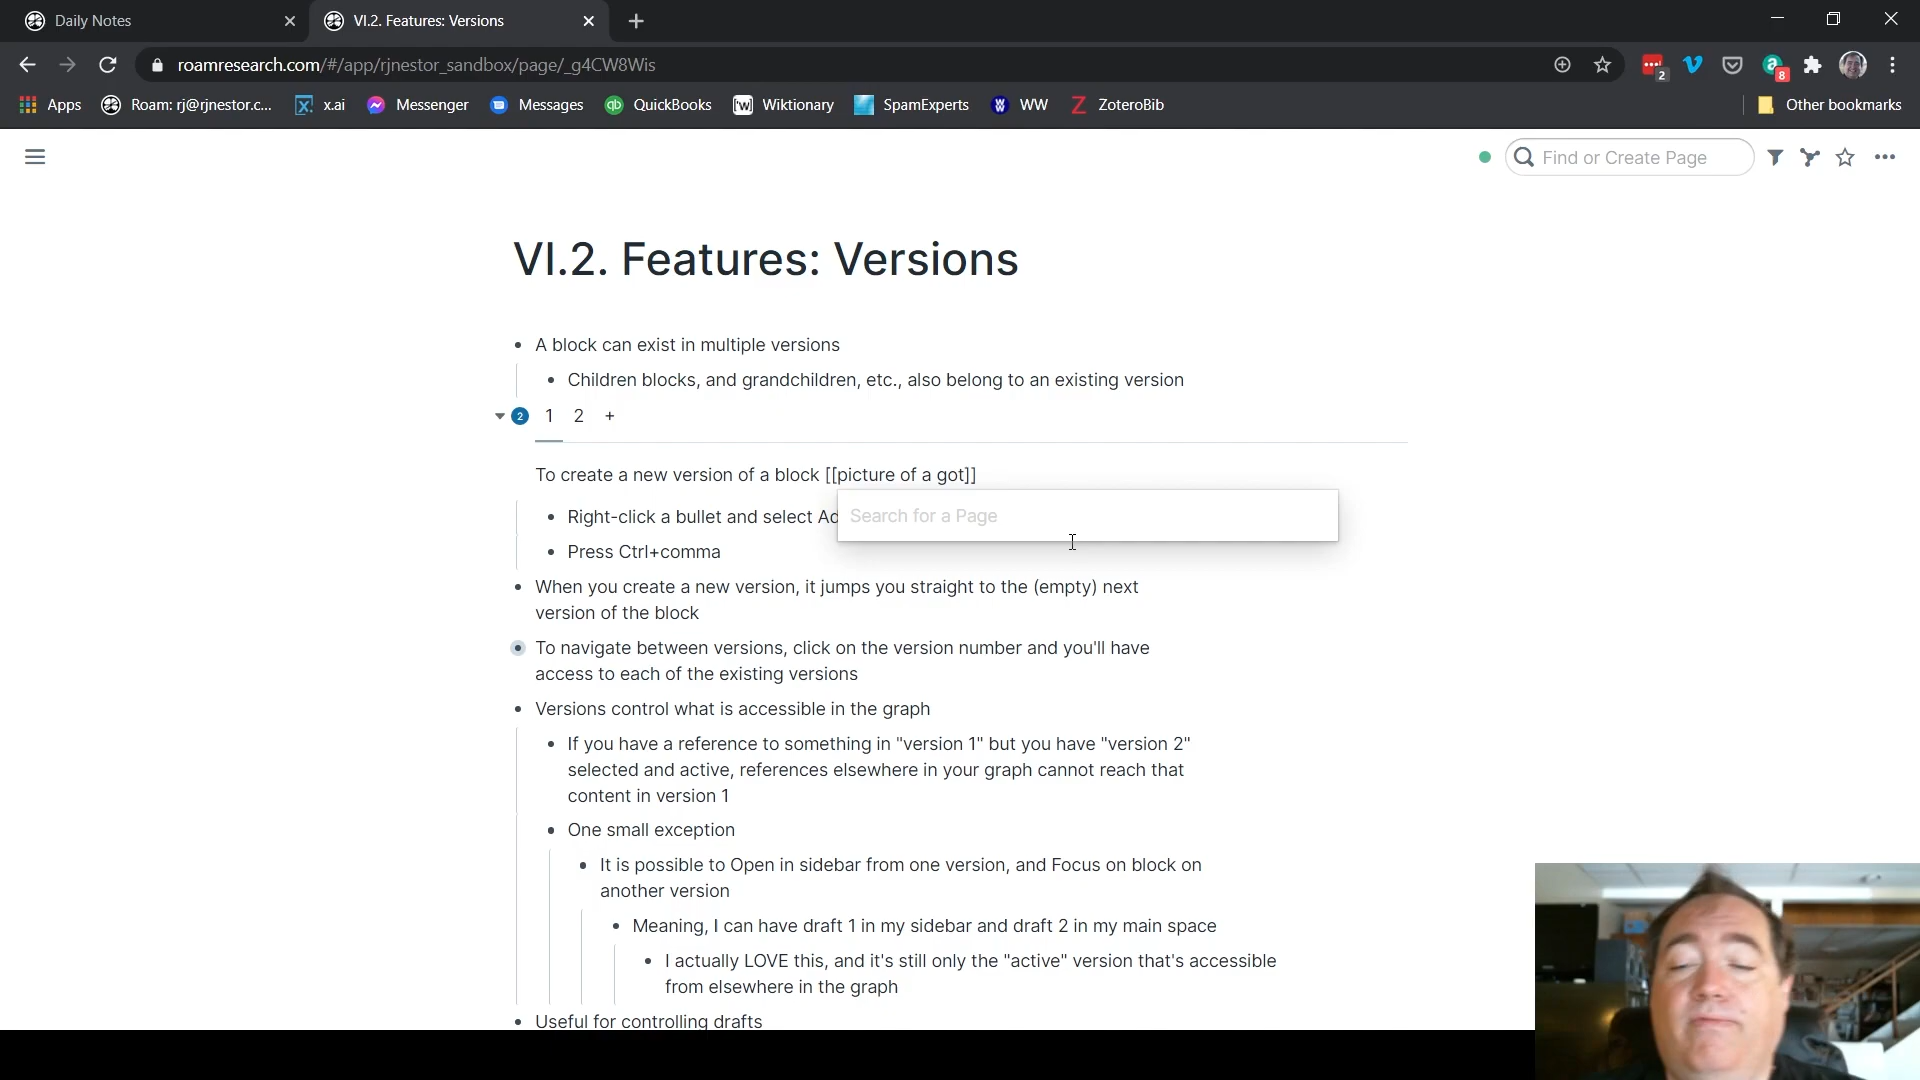 Daily Notes
VI.2. Features: Versions
roamresearch.com/#/app/rjnestor_sandbox/page/_g4CW8Wis
2
8
Apps
Roam: rj@rjnestor.c...
x.ai
Messenger
Messages
QuickBooks
Wiktionary
SpamExperts
WW
ZoteroBib
Other bookmarks
Find or Create Page
VI.2. Features: Versions
A block can exist in multiple versions
Children blocks, and grandchildren, etc., also belong to an existing version
2 1 2 +
To create a new version of a block [[picture of a got]]
Right-click a bullet and select Ad
Search for a Page
Press Ctrl+comma
When you create a new version, it jumps you straight to the (empty) next
version of the block
To navigate between versions, click on the version number and you'll have
access to each of the existing versions
Versions control what is accessible in the graph
If you have a reference to something in "version 1" but you have "version 2"
selected and active, references elsewhere in your graph cannot reach that
content in version 1
One small exception
It is possible to Open in sidebar from one version, and Focus on block on
another version
Meaning, I can have draft 1 in my sidebar and draft 2 in my main space
I actually LOVE this, and it's still only the "active" version that's accessible
from elsewhere in the graph
Useful for controlling drafts